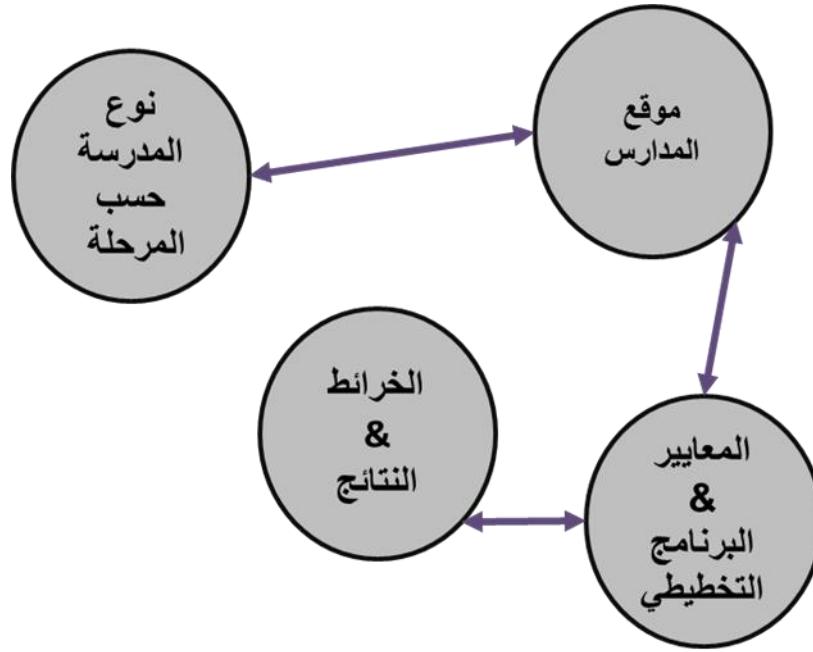 موقع
المدارس
نوع
المدرسة
حسب
المرحلة
الخرائط
&
النتائج
المعايير
&
البرنامج
التخطيطي